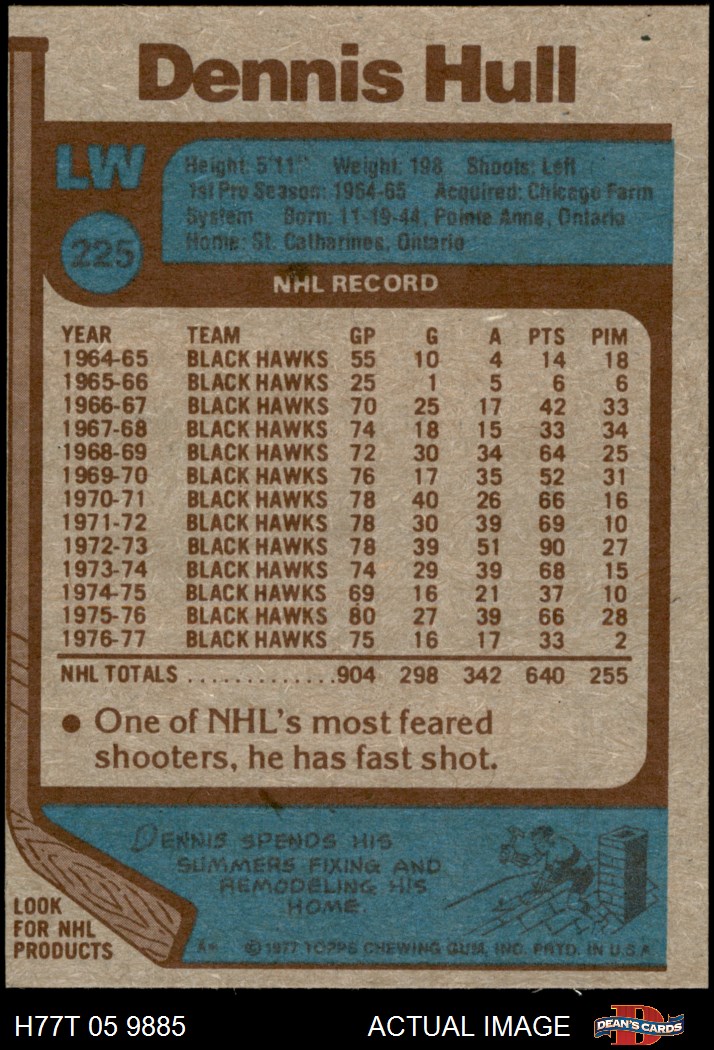 Dennis Hull
LW
225
Height: 5'11" Weight: 198 Shoots: Left
1st Pro Season: 1964-65 Acquired: Chicago Farm
System Born: 11-19-44, Pointe Anne, Ontario
Home: St. Catharines, Ontario
NHL RECORD
YEAR TEAM GP G A PTS PIM
1964-65 BLACK HAWKS 55 10 4 14 18
1965-66 BLACK HAWKS 25 1 5 6 6
1966-67 BLACK HAWKS 70 25 17 42 33
1967-68 BLACK HAWKS 74 18 15 33 34
1968-69 BLACK HAWKS 72 30 34 64 25
1969-70 BLACK HAWKS 76 17 35 52 31
1970-71 BLACK HAWKS 78 40 26 66 16
1971-72 BLACK HAWKS 78 30 39 69 10
1972-73 BLACK HAWKS 78 39 51 90 27
1973-74 BLACK HAWKS 74 29 39 68 15
1974-75 BLACK HAWKS 69 16 21 37 10
1975-76 BLACK HAWKS 80 27 39 66 28
1976-77 BLACK HAWKS 75 16 17 33 2
NHL TOTALS .............904 298 342 640 255
● One of NHL's most feared
shooters, he has fast shot.
DENNIS SPENDS HIS
SUMMERS FIXING AND
REMODELING HIS
HOME.
LOOK
FOR NHL
PRODUCTS
© 1977 TOPPS CHEWING GUM, INC. PRTD. IN U.S.A.
H77T 05 9885 ACTUAL IMAGE
DEAN'S CARDS